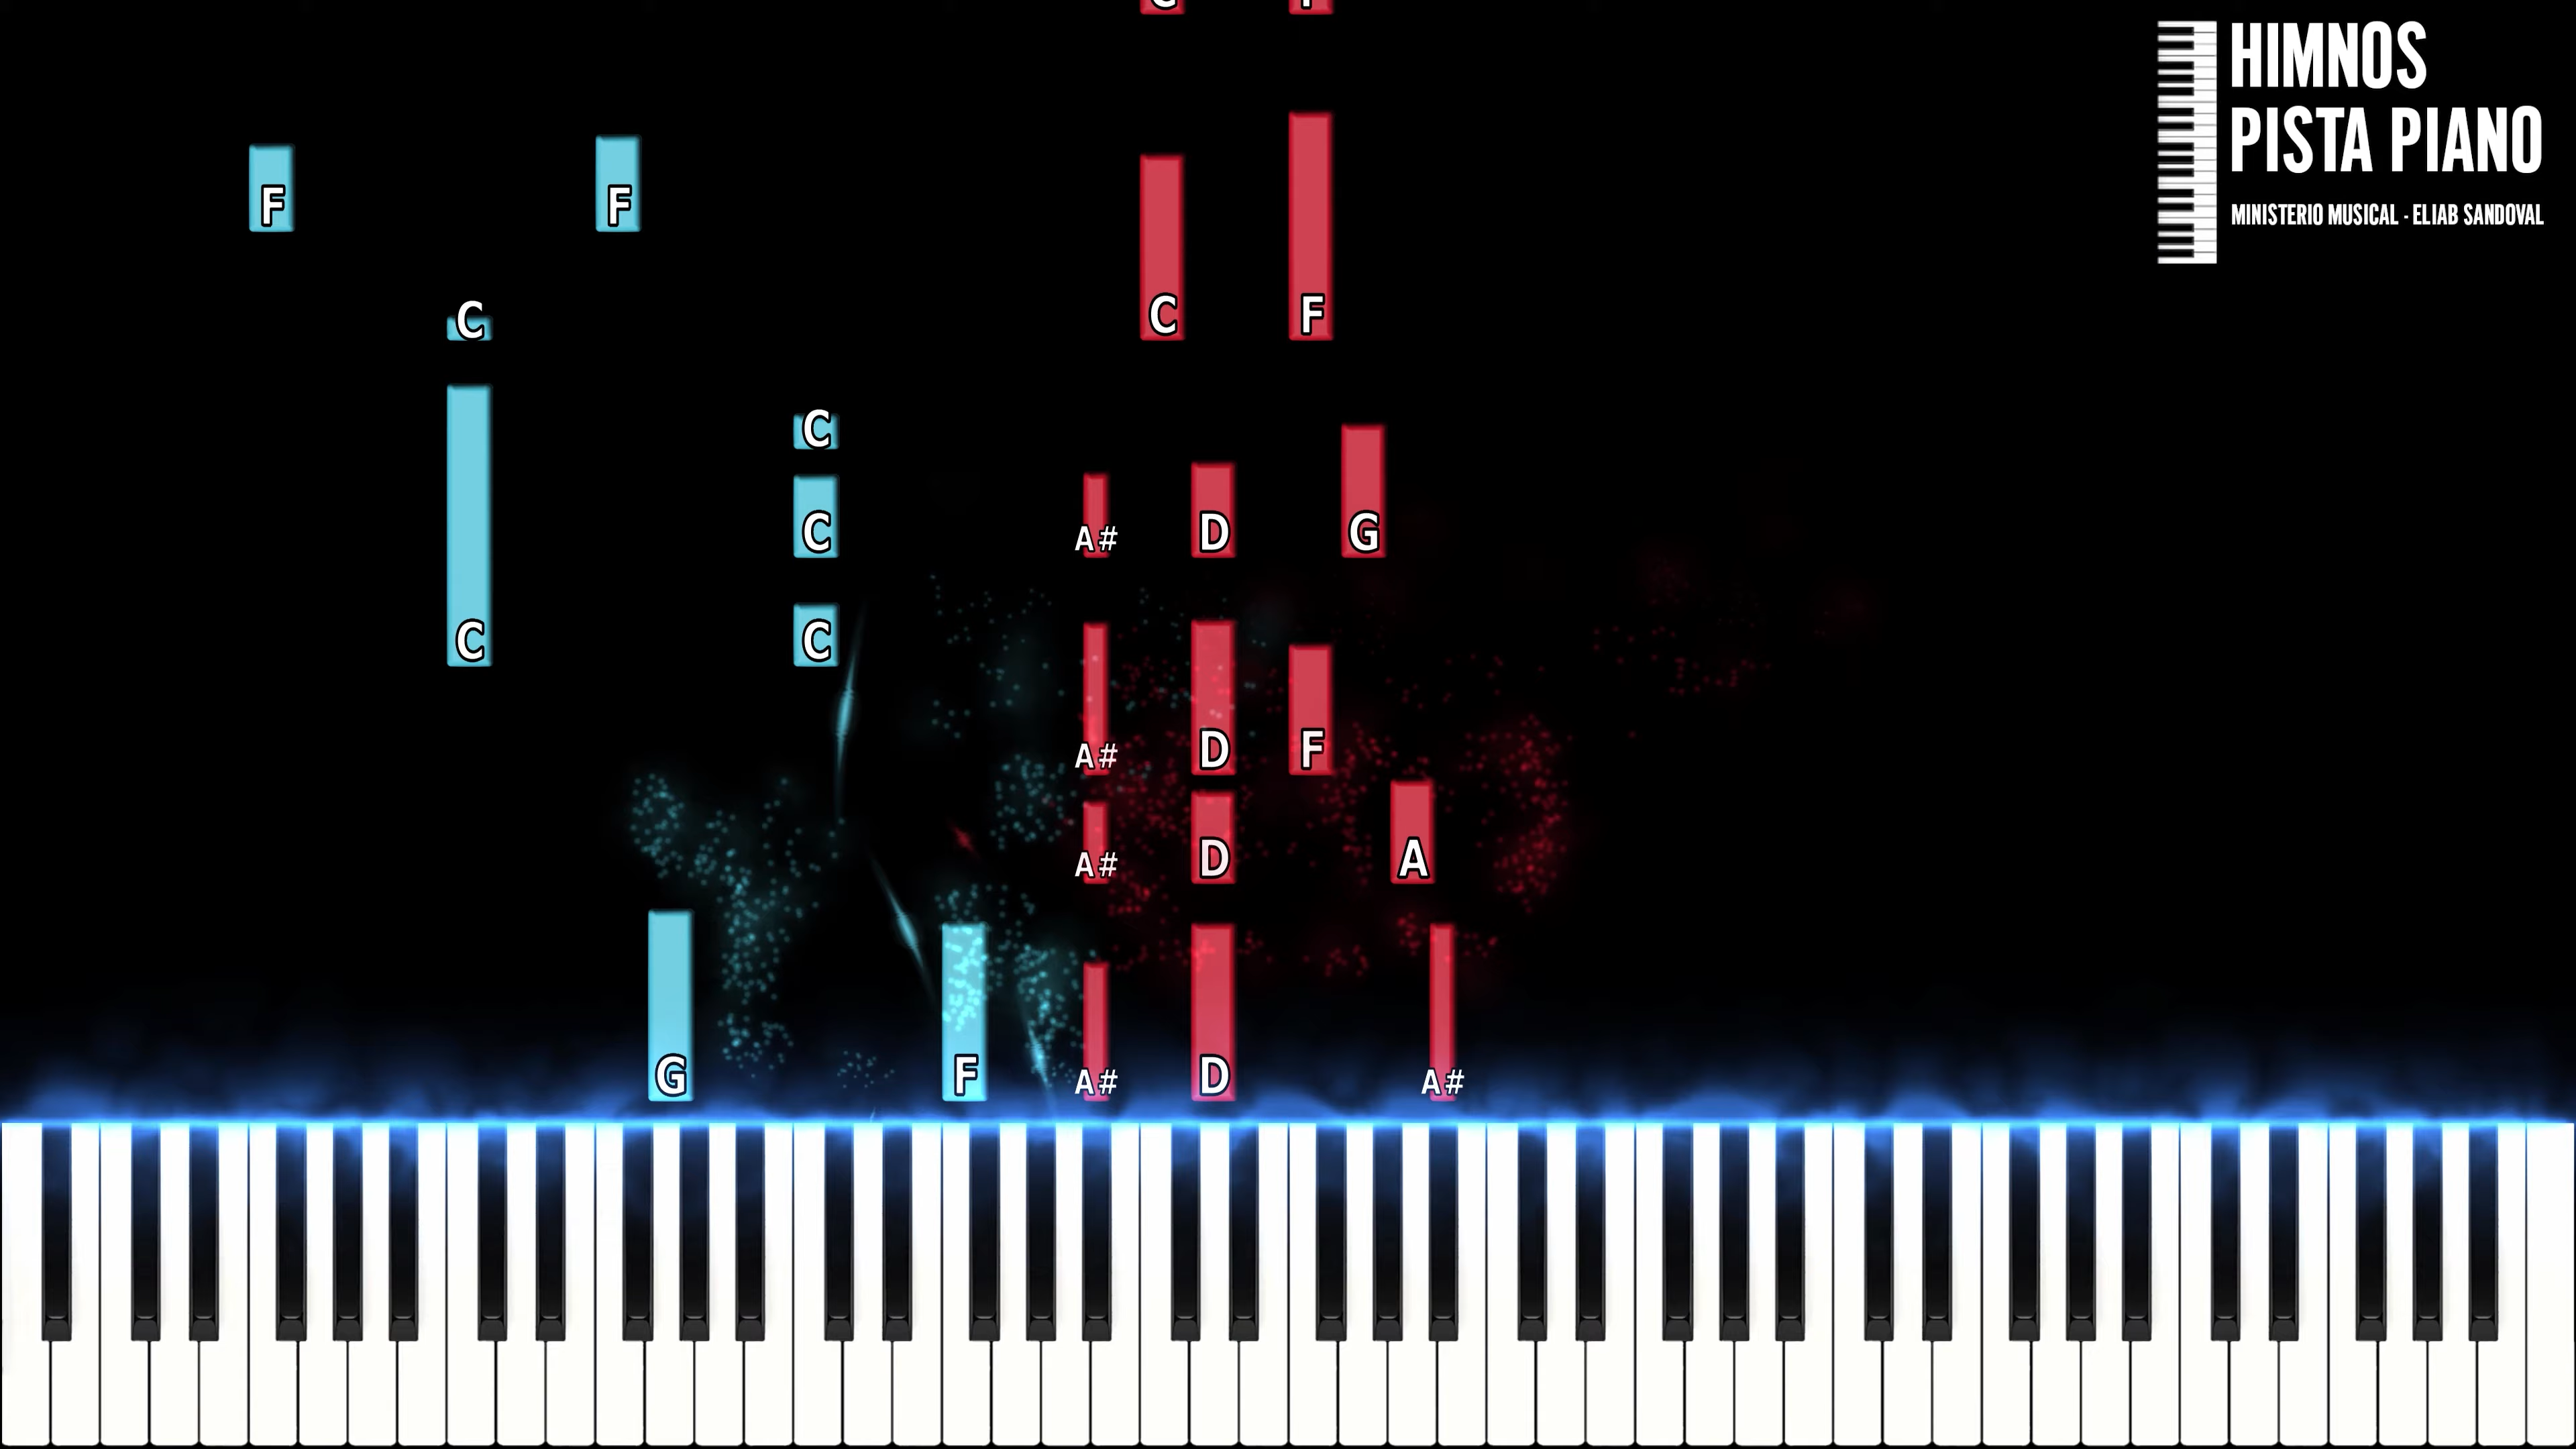 HIMNOS
PISTA PIANO
MINISTERIO MUSICAL - ELIAB SANDOVAL
F F
C C F
C
A# D G
C
C C
A# D F
A# D A
G F A# D A#